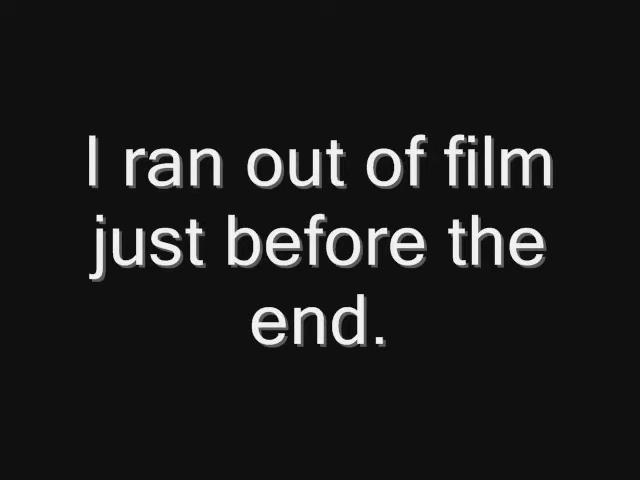 I ran out of film
just before the
end.